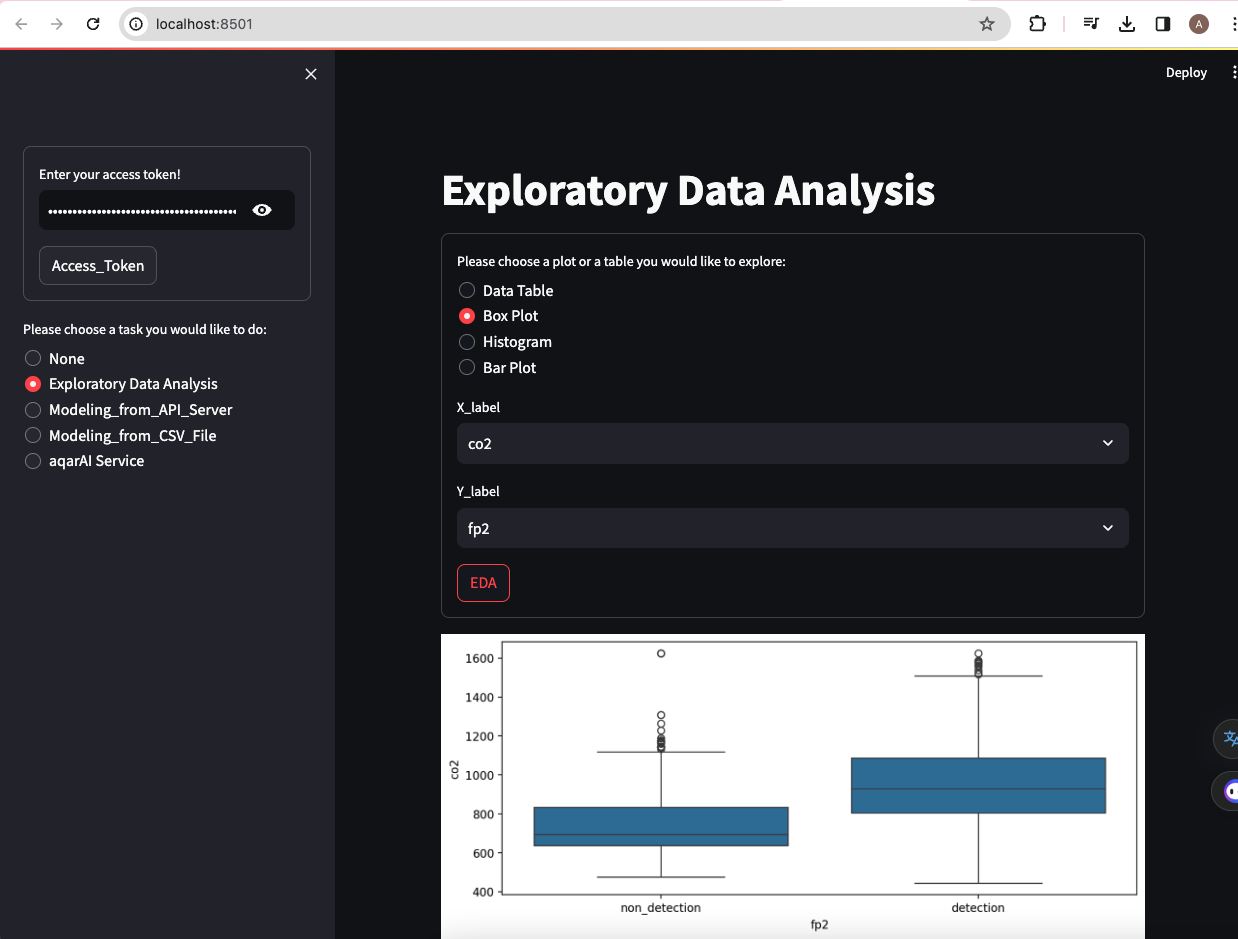 localhost:8501
A
Deploy
Enter your access token!
Access_Token
Please choose a task you would like to do:
None
Exploratory Data Analysis
Modeling_from_API_Server
Modeling_from_CSV_File
aqarAI Service
Exploratory Data Analysis
Please choose a plot or a table you would like to explore:
Data Table
Box Plot
Histogram
Bar Plot
X_label
co2
Y_label
fp2
EDA
1600
1400
1200
1000
800
600
400
co2
non_detection
detection
fp2